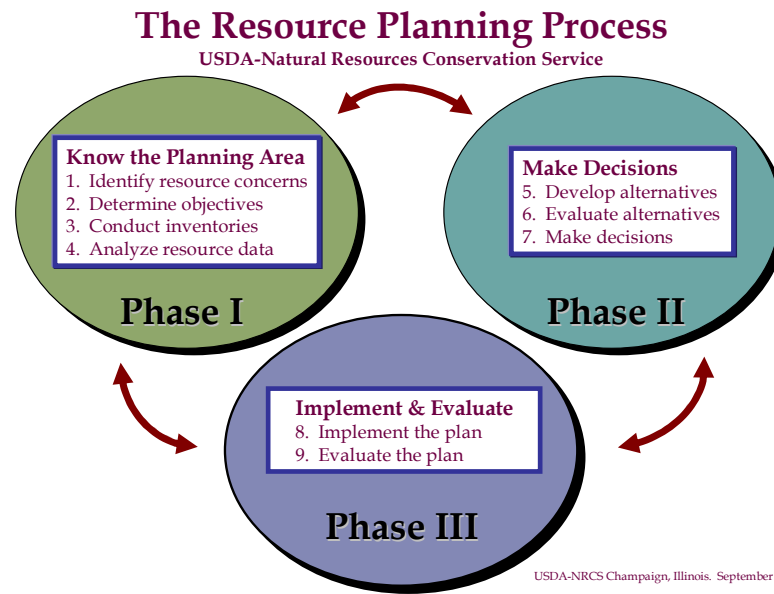 The Resource Planning Process
USDA-Natural Resources Conservation Service
Know the Planning Area
1. Identify resource concerns
2. Determine objectives
3. Conduct inventories
4. Analyze resource data
Phase I
Make Decisions
5. Develop alternatives
6. Evaluate alternatives
7. Make decisions
Phase II
Implement & Evaluate
8. Implement the plan
9. Evaluate the plan
Phase III
USDA-NRCS Champaign, Illinois. September